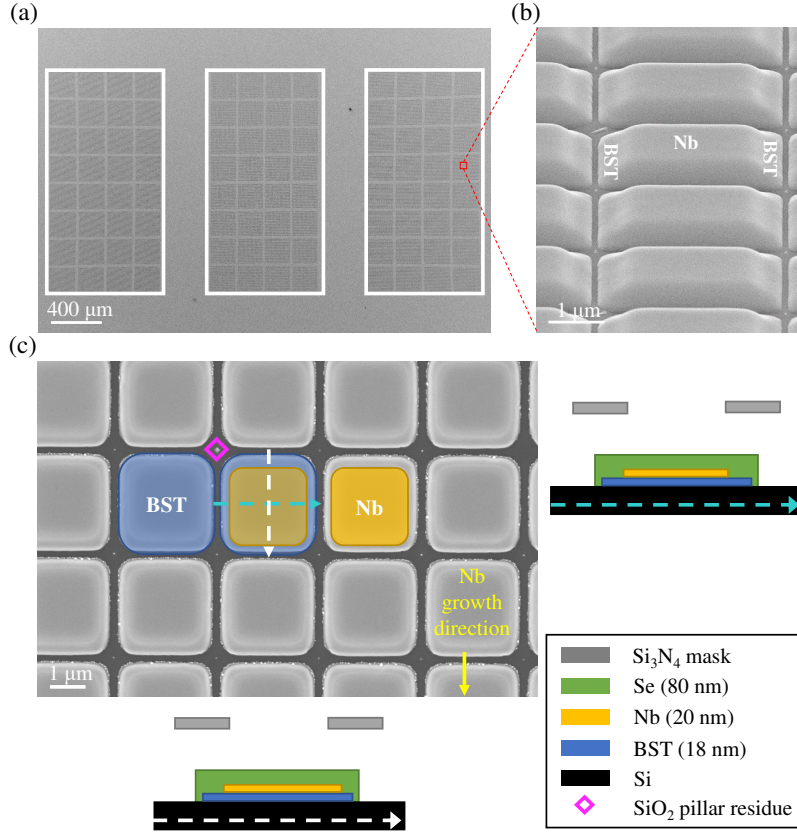 (a)
400 μm
(b)
BST
Nb
BST
1 μm
(c)
BST
Nb
Nb
growth
direction
1 μm
Si₃N₄ mask
Se (80 nm)
Nb (20 nm)
BST (18 nm)
Si
SiO₂ pillar residue